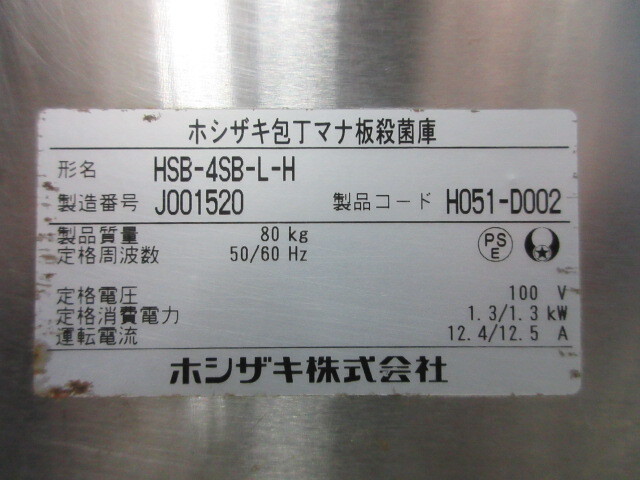 ホシザキ包丁マナ板殺菌庫
形名 HSB-4SB-L-H
製造番号 J001520 製品コード H051-D002
製品質量 80 kg
定格周波数 50/60 Hz
PS
E
定格電圧 100 V
定格消費電力 1.3/1.3 kW
運転電流 12.4/12.5 A
ホシザキ株式会社